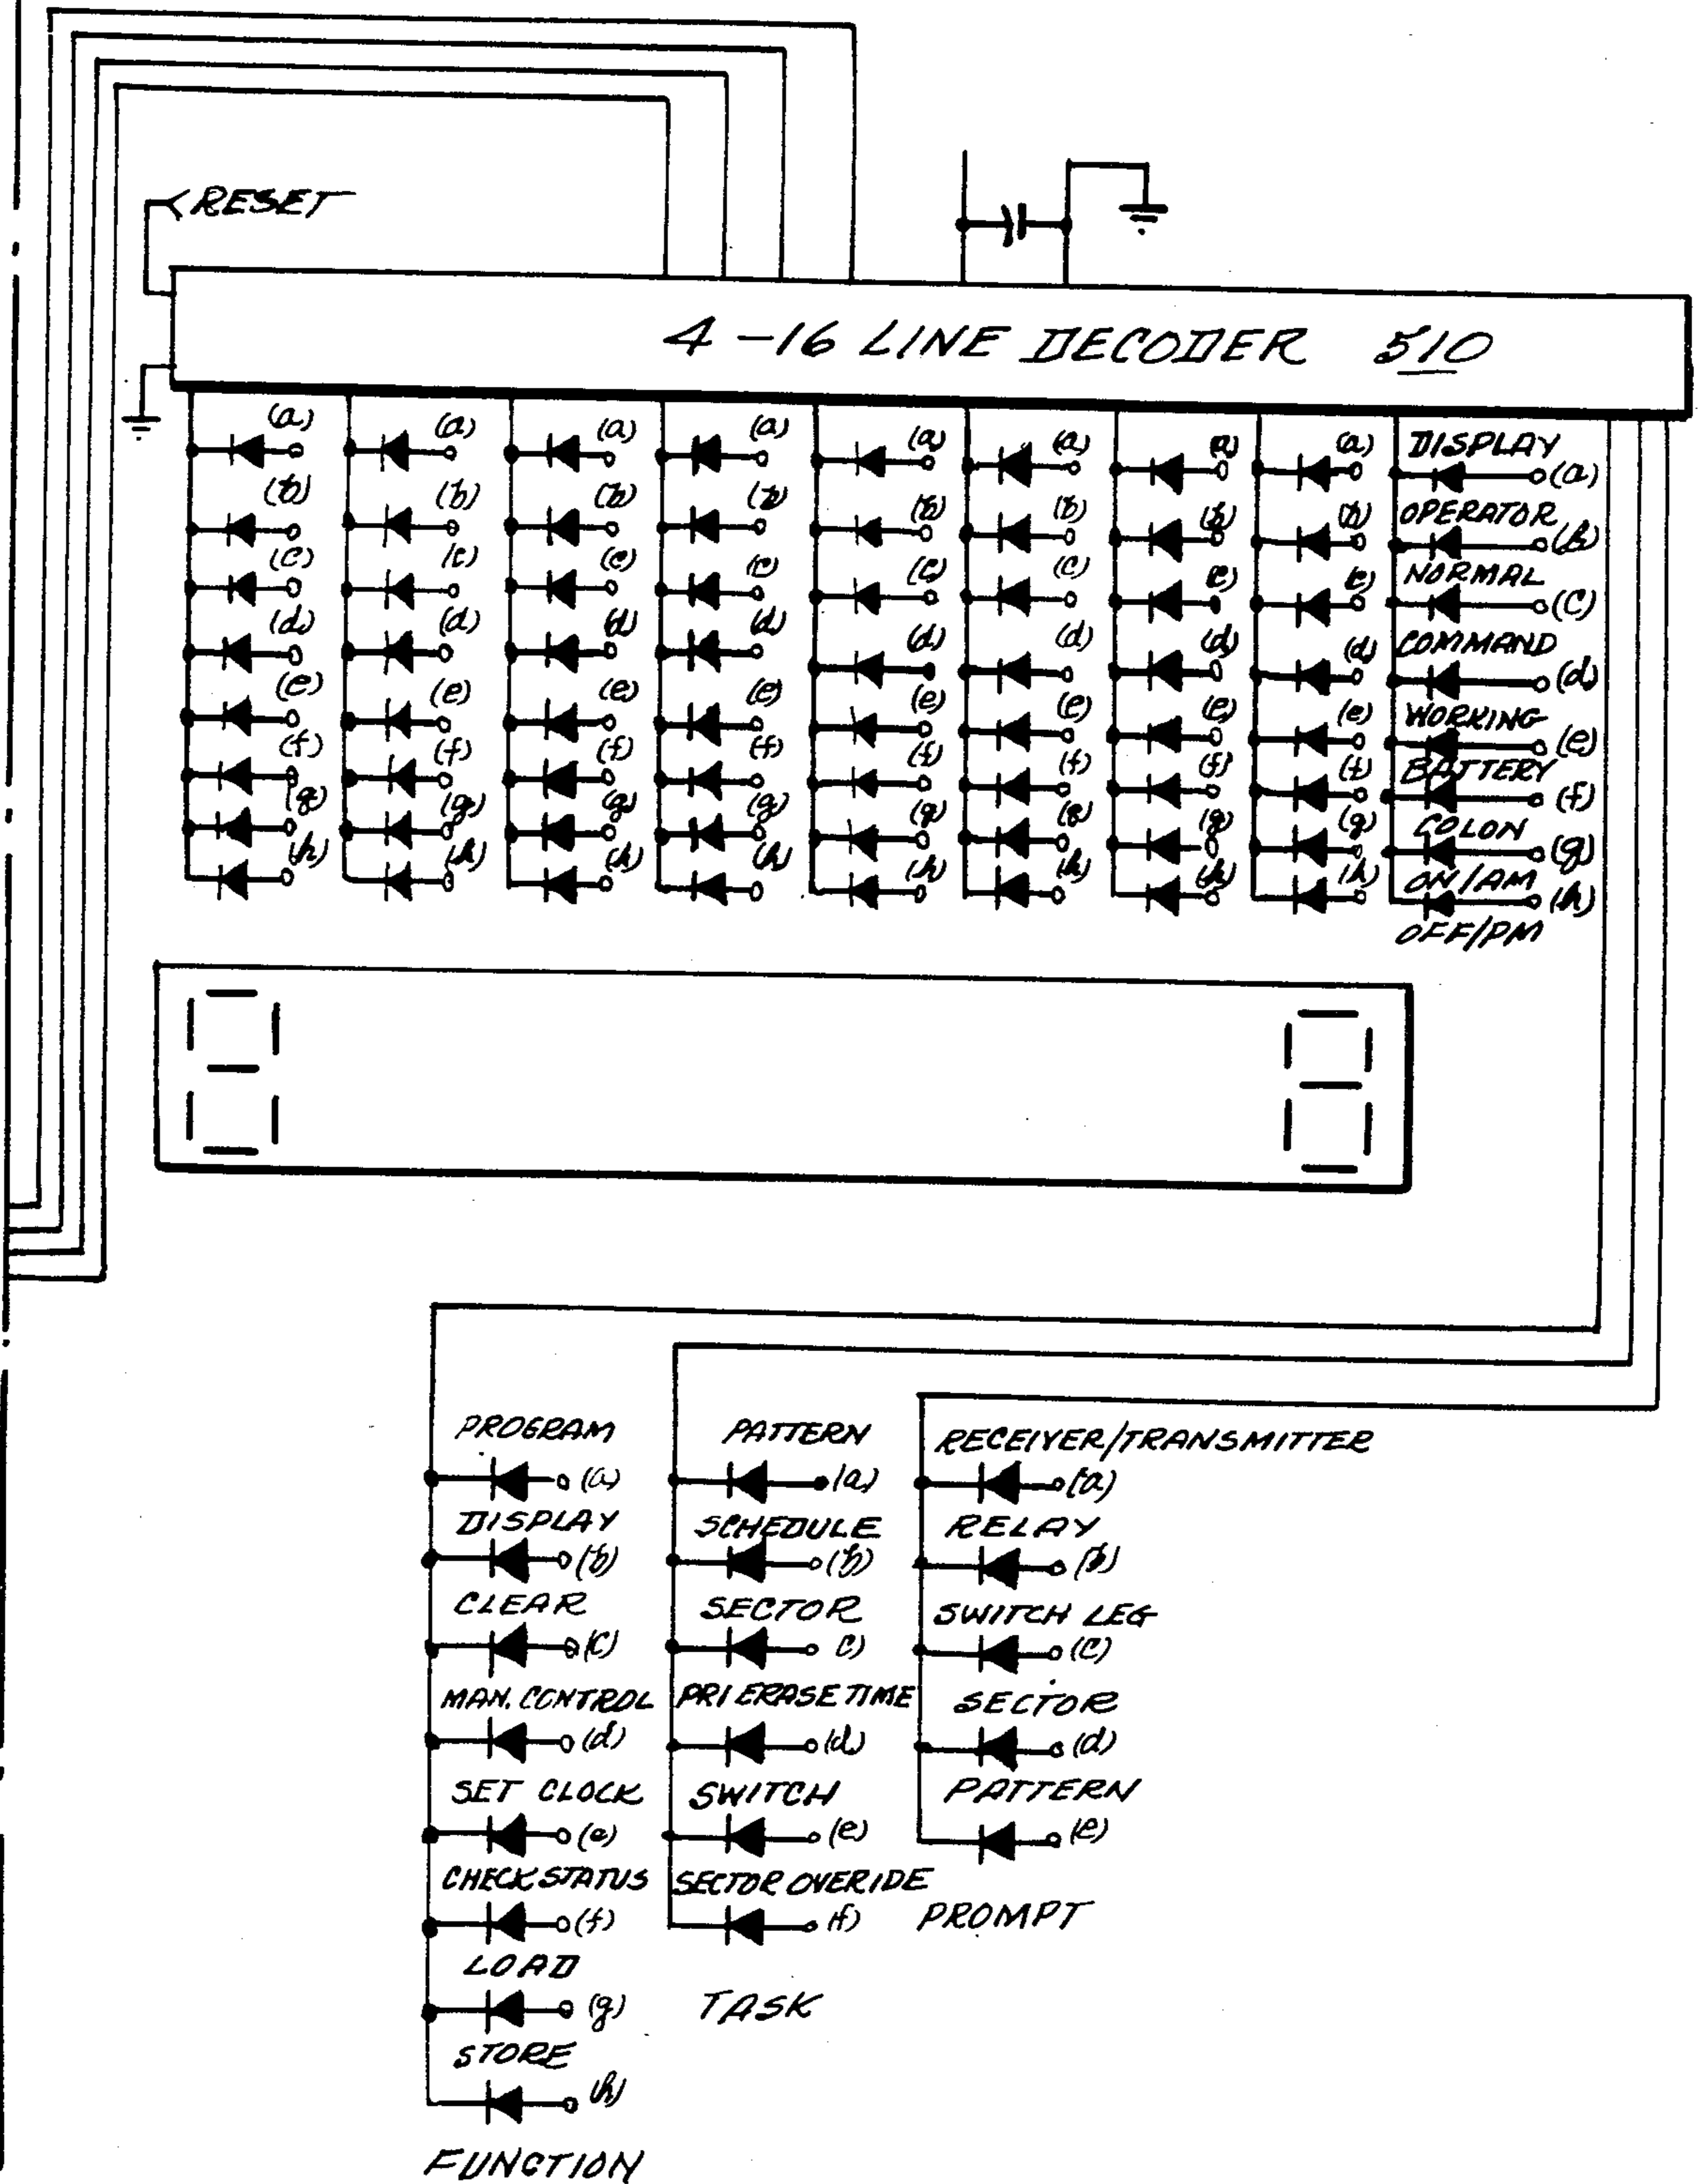 RESET
4-16 LINE DECODER 510
(a) (a) (a) (a) (a) (a) (a) (a) DISPLAY (a)
(b) (b) (b) (b) (b) (b) (b) (b) OPERATOR (b)
(c) (c) (c) (c) (c) (c) (c) (c) NORMAL (c)
(d) (d) (d) (d) (d) (d) (d) (d) COMMAND (d)
(e) (e) (e) (e) (e) (e) (e) (e) WORKING (e)
(f) (f) (f) (f) (f) (f) (f) (f) BATTERY (f)
(g) (g) (g) (g) (g) (g) (g) (g) COLON (g)
(h) (h) (h) (h) (h) (h) (h) (h) ON/AM (h)
OFF/PM
PROGRAM
(a)
DISPLAY
(b)
CLEAR
(c)
MAN. CONTROL
(d)
SET CLOCK
(e)
CHECK STATUS
(f)
LOAD
(g)
STORE
(h)
FUNCTION
PATTERN
(a)
SCHEDULE
(b)
SECTOR
c)
PRI ERASE TIME
(d)
SWITCH
(e)
SECTOR OVERIDE
(f)
TASK
RECEIVER/TRANSMITTER
(a)
RELAY
(b)
SWITCH LEG
(c)
SECTOR
(d)
PATTERN
(e)
PROMPT